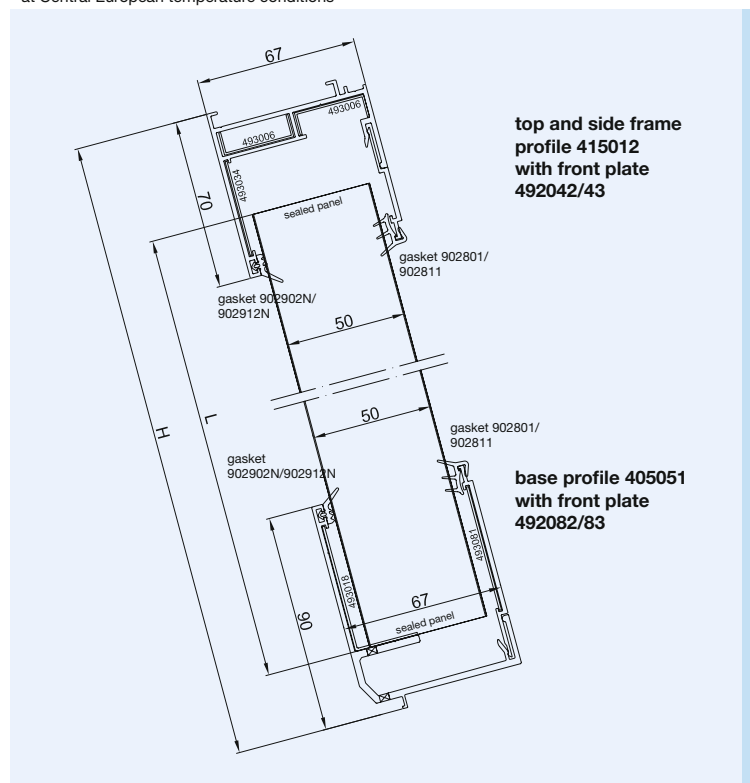 at Central European temperature conditions
67
493006
493006
top and side frame
profile 415012
with front plate
492042/43
70
493034
sealed panel
gasket 902801/
902811
gasket 902902N/
902912N
50
H
L
50
gasket 902801/
902811
gasket
902902N/902912N
base profile 405051
with front plate
492082/83
90
493018
67
493081
sealed panel